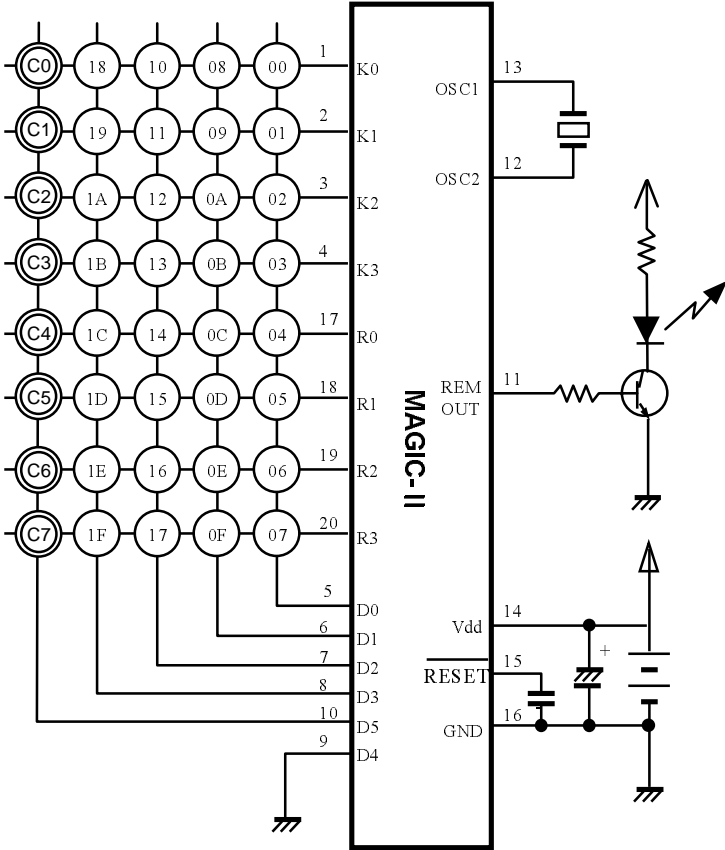 C0 18 10 08 00 1 K0
C1 19 11 09 01 2 K1
C2 1A 12 0A 02 3 K2
C3 1B 13 0B 03 4 K3
C4 1C 14 0C 04 17 R0
C5 1D 15 0D 05 18 R1
C6 1E 16 0E 06 19 R2
C7 1F 17 0F 07 20 R3
5 D0
6 D1
7 D2
8 D3
10 D5
9 D4
MAGIC-II
OSC1 13
OSC2 12
REM 11
OUT
Vdd 14
+
RESET 15
GND 16